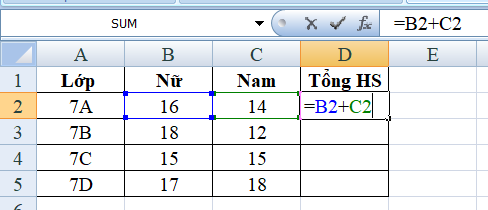 SUM =B2+C2
A B C D E
1 Lớp Nữ Nam Tổng HS
2 7A 16 14 =B2+C2
3 7B 18 12
4 7C 15 15
5 7D 17 18
6